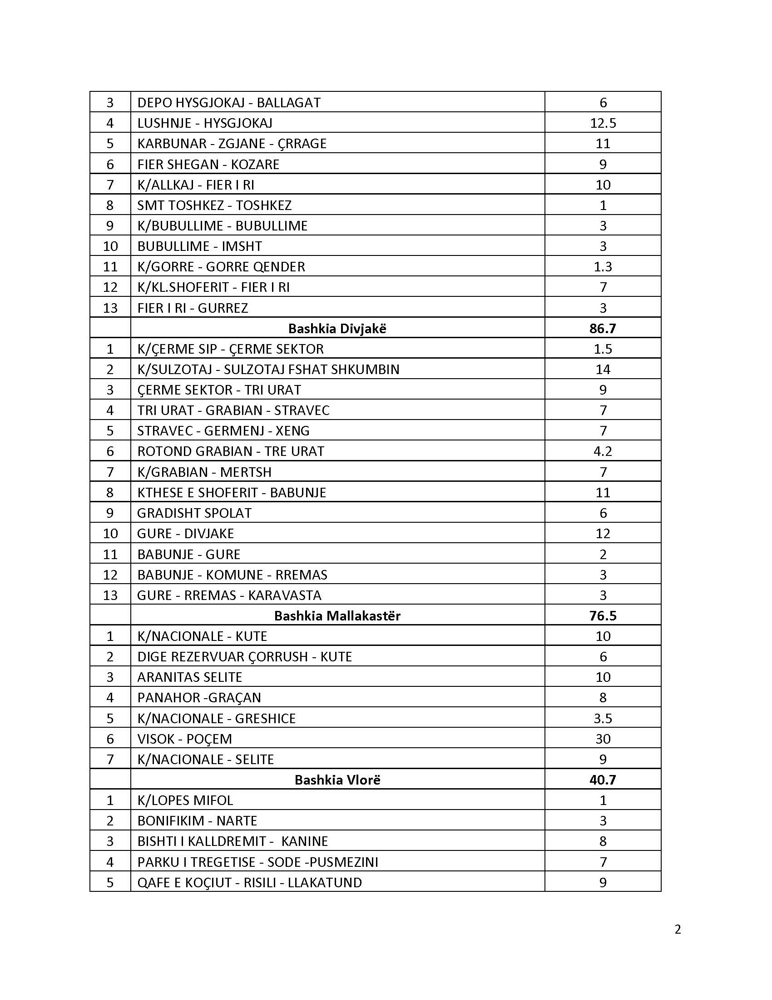 3 DEPO HYSGJOKAJ - BALLAGAT 6
4 LUSHNJE - HYSGJOKAJ 12.5
5 KARBUNAR - ZGJANE - ÇRRAGE 11
6 FIER SHEGAN - KOZARE 9
7 K/ALLKAJ - FIER I RI 10
8 SMT TOSHKEZ - TOSHKEZ 1
9 K/BUBULLIME - BUBULLIME 3
10 BUBULLIME - IMSHT 3
11 K/GORRE - GORRE QENDER 1.3
12 K/KL.SHOFERIT - FIER I RI 7
13 FIER I RI - GURREZ 3
Bashkia Divjakë 86.7
1 K/ÇERME SIP - ÇERME SEKTOR 1.5
2 K/SULZOTAJ - SULZOTAJ FSHAT SHKUMBIN 14
3 ÇERME SEKTOR - TRI URAT 9
4 TRI URAT - GRABIAN - STRAVEC 7
5 STRAVEC - GERMENJ - XENG 7
6 ROTOND GRABIAN - TRE URAT 4.2
7 K/GRABIAN - MERTSH 7
8 KTHESE E SHOFERIT - BABUNJE 11
9 GRADISHT SPOLAT 6
10 GURE - DIVJAKE 12
11 BABUNJE - GURE 2
12 BABUNJE - KOMUNE - RREMAS 3
13 GURE - RREMAS - KARAVASTA 3
Bashkia Mallakastër 76.5
1 K/NACIONALE - KUTE 10
2 DIGE REZERVUAR ÇORRUSH - KUTE 6
3 ARANITAS SELITE 10
4 PANAHOR -GRAÇAN 8
5 K/NACIONALE - GRESHICE 3.5
6 VISOK - POÇEM 30
7 K/NACIONALE - SELITE 9
Bashkia Vlorë 40.7
1 K/LOPES MIFOL 1
2 BONIFIKIM - NARTE 3
3 BISHTI I KALLDREMIT -  KANINE 8
4 PARKU I TREGETISE - SODE -PUSMEZINI 7
5 QAFE E KOÇIUT - RISILI - LLAKATUND 9
2